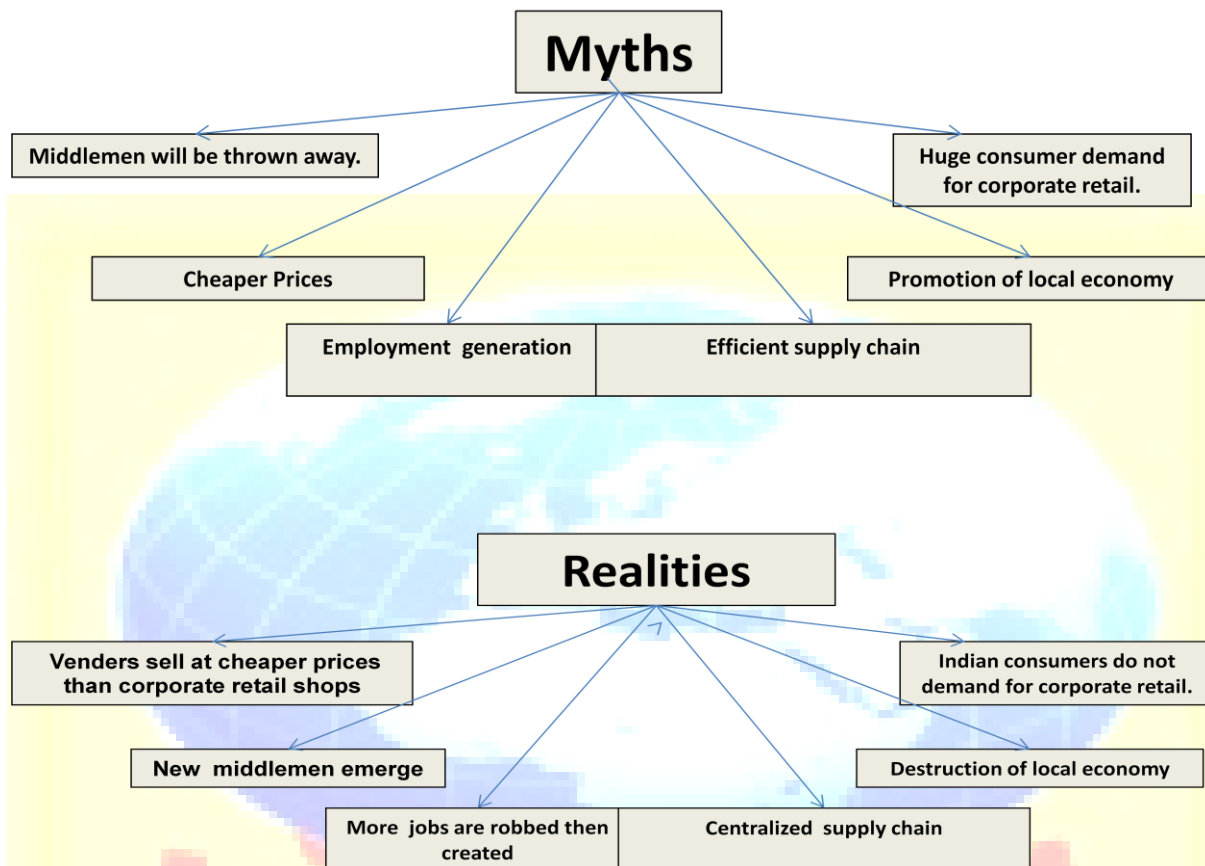 Myths
Middlemen will be thrown away.
Huge consumer demand
for corporate retail.
Cheaper Prices
Promotion of local economy
Employment  generation
Efficient supply chain
Realities
Venders sell at cheaper prices
than corporate retail shops
Indian consumers do not
demand for corporate retail.
New  middlemen emerge
Destruction of local economy
More  jobs are robbed then
created
Centralized  supply chain